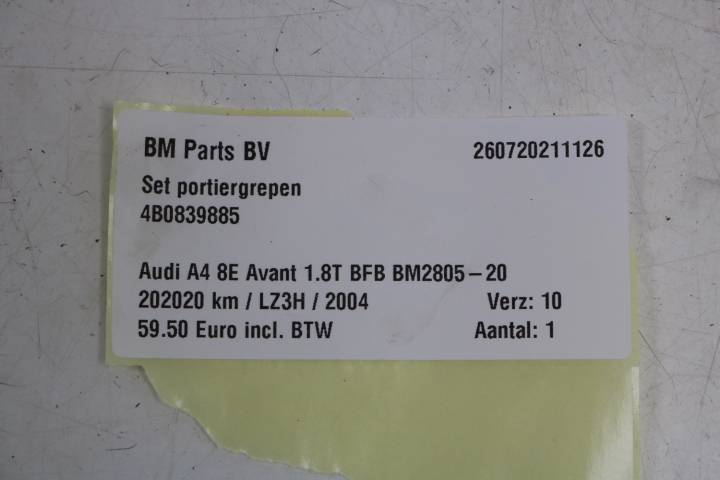 BM Parts BV 260720211126
Set portiergrepen
4B0839885
Audi A4 8E Avant 1.8T BFB BM2805-20
202020 km / LZ3H / 2004 Verz: 10
59.50 Euro incl. BTW Aantal: 1